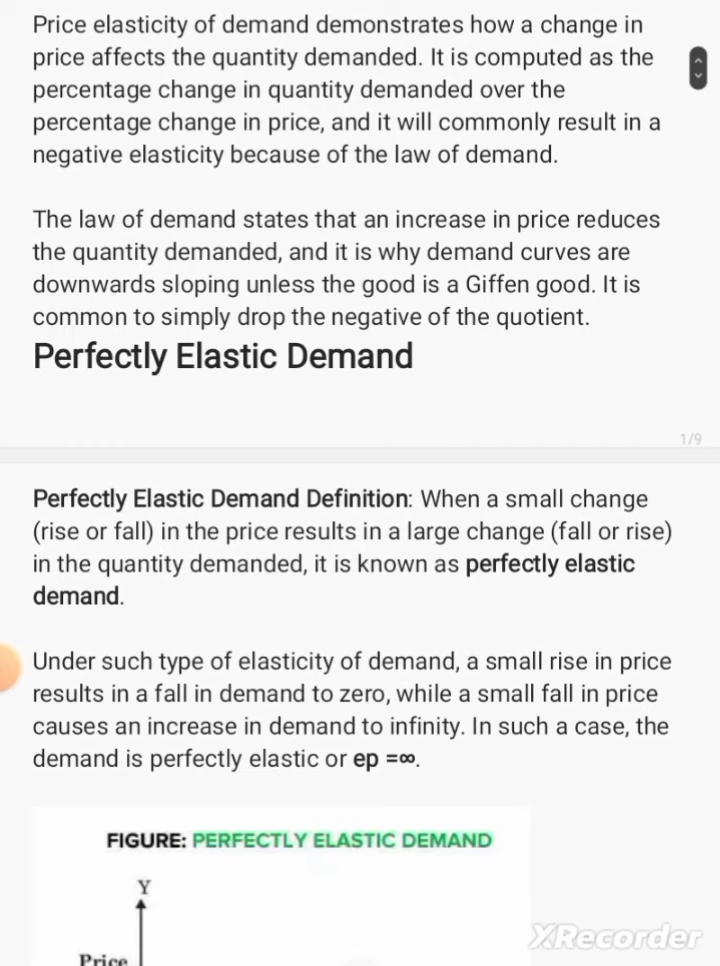 Price elasticity of demand demonstrates how a change in
price affects the quantity demanded. It is computed as the
percentage change in quantity demanded over the
percentage change in price, and it will commonly result in a
negative elasticity because of the law of demand.
The law of demand states that an increase in price reduces
the quantity demanded, and it is why demand curves are
downwards sloping unless the good is a Giffen good. It is
common to simply drop the negative of the quotient.
Perfectly Elastic Demand
1/9
Perfectly Elastic Demand Definition: When a small change
(rise or fall) in the price results in a large change (fall or rise)
in the quantity demanded, it is known as perfectly elastic
demand.
Under such type of elasticity of demand, a small rise in price
results in a fall in demand to zero, while a small fall in price
causes an increase in demand to infinity. In such a case, the
demand is perfectly elastic or ep =∞.
FIGURE: PERFECTLY ELASTIC DEMAND
Y
XRecorder
Price